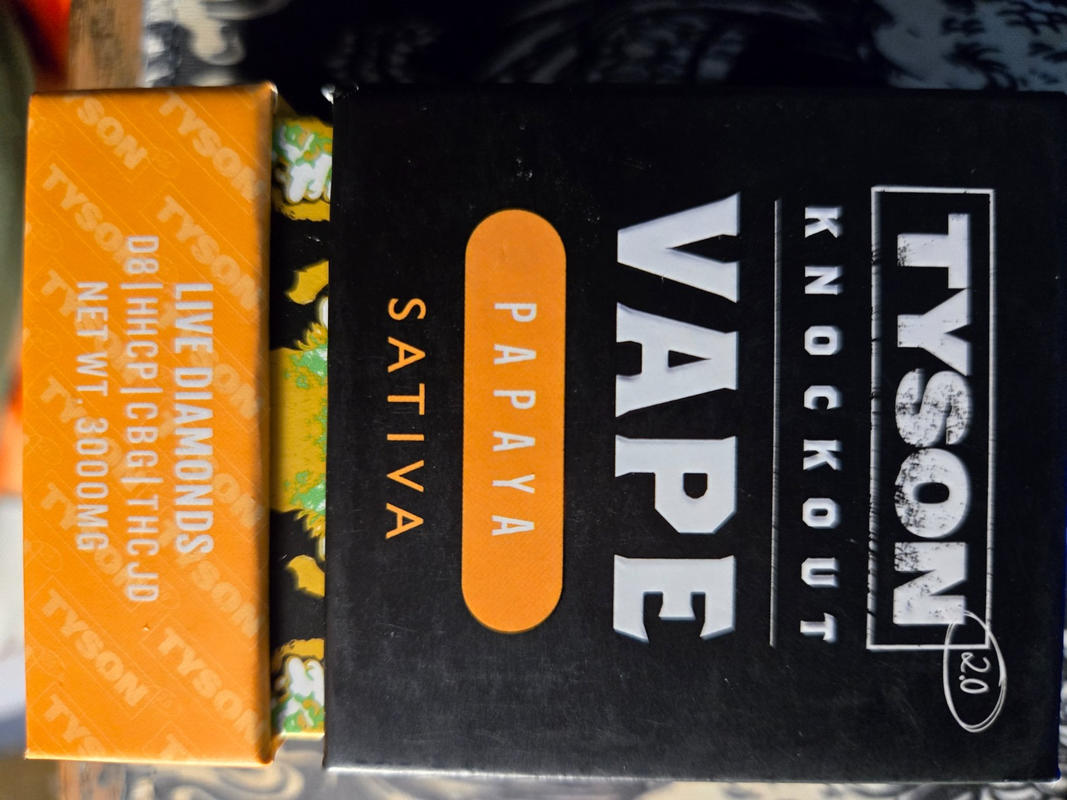 TYSON
2.0
KNOCKOUT
VAPE
PAPAYA
SATIVA
LIVE DIAMONDS
D8|HHCP|CBG|THCJD
NET WT. 3000MG